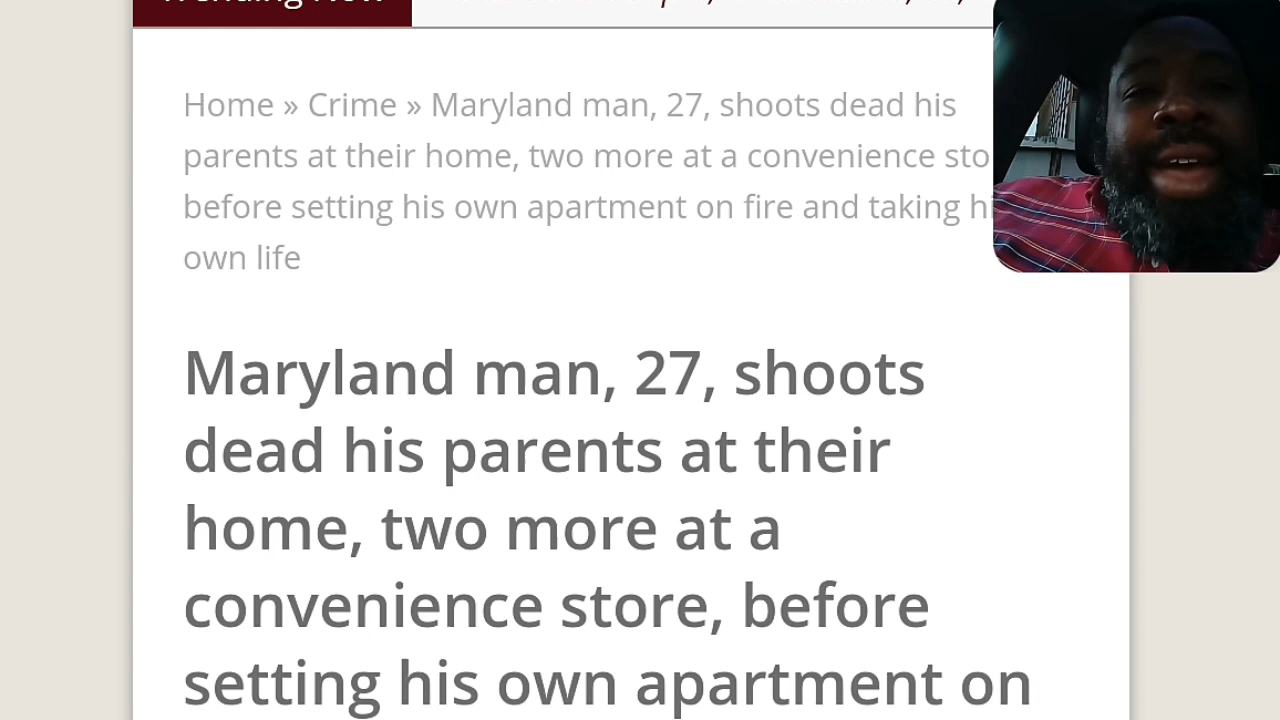 Trending Now
Home » Crime » Maryland man, 27, shoots dead his
parents at their home, two more at a convenience
before setting his own apartment on fire and taking
own life
Maryland man, 27, shoots
dead his parents at their
home, two more at a
convenience store, before
setting his own apartment on